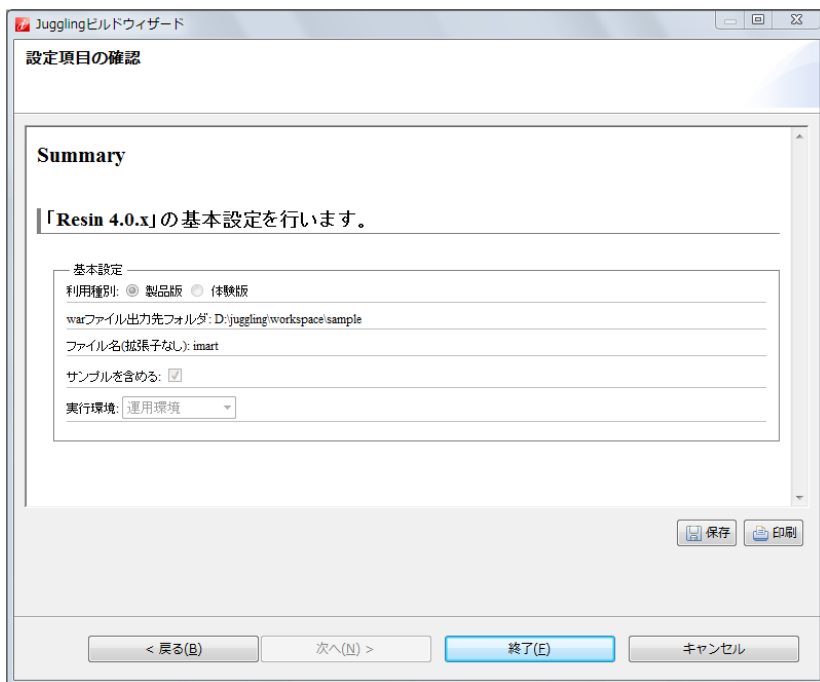 Jugglingビルドウィザード
設定項目の確認
Summary
「Resin 4.0.x」の基本設定を行います。
基本設定
利用種別: 製品版 体験版
warファイル出力先フォルダ: D:\juggling\workspace\sample
ファイル名(拡張子なし): imart
サンプルを含める:
実行環境: 運用環境
保存 印刷
< 戻る(B) 次へ(N) > 終了(F) キャンセル